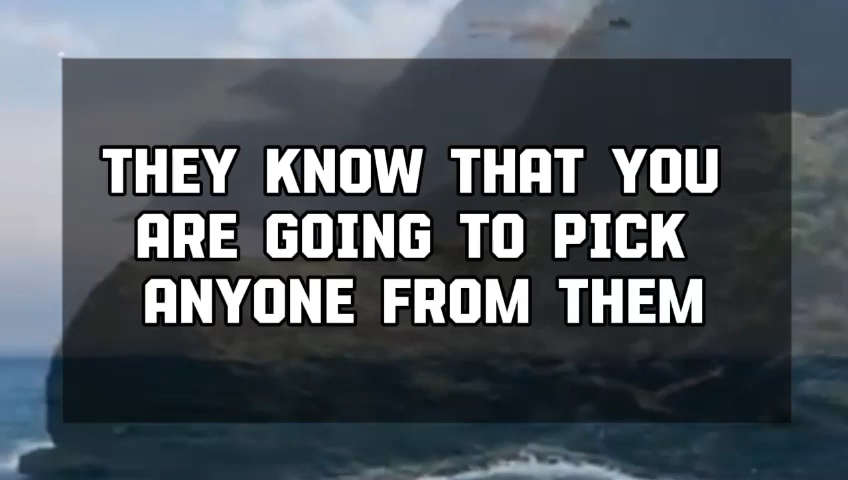 THEY KNOW THAT YOU
ARE GOING TO PICK
ANYONE FROM THEM